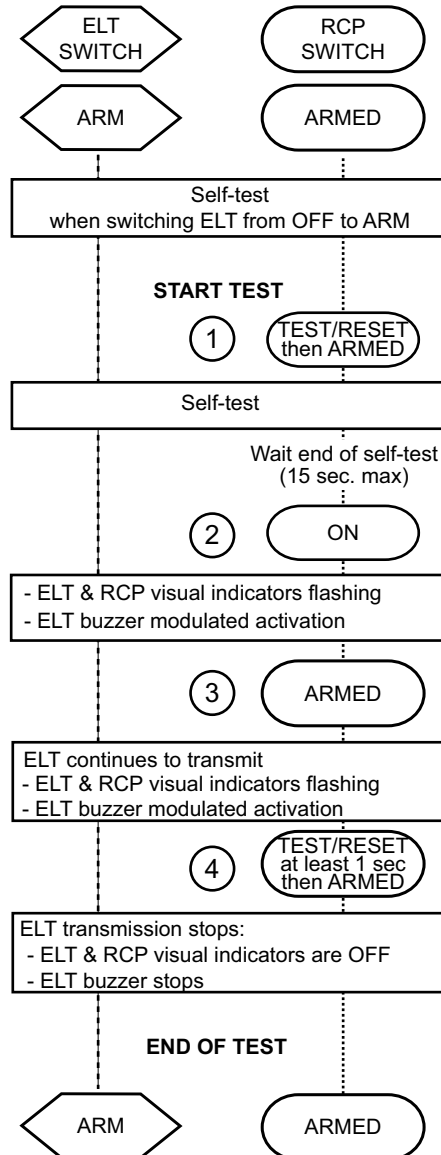 ELT
SWITCH
RCP
SWITCH
ARM
ARMED
Self-test
when switching ELT from OFF to ARM
START TEST
1
TEST/RESET
then ARMED
Self-test
Wait end of self-test
(15 sec. max)
2
ON
- ELT & RCP visual indicators flashing
- ELT buzzer modulated activation
3
ARMED
ELT continues to transmit
- ELT & RCP visual indicators flashing
- ELT buzzer modulated activation
4
TEST/RESET
at least 1 sec
then ARMED
ELT transmission stops:
- ELT & RCP visual indicators are OFF
- ELT buzzer stops
END OF TEST
ARM
ARMED